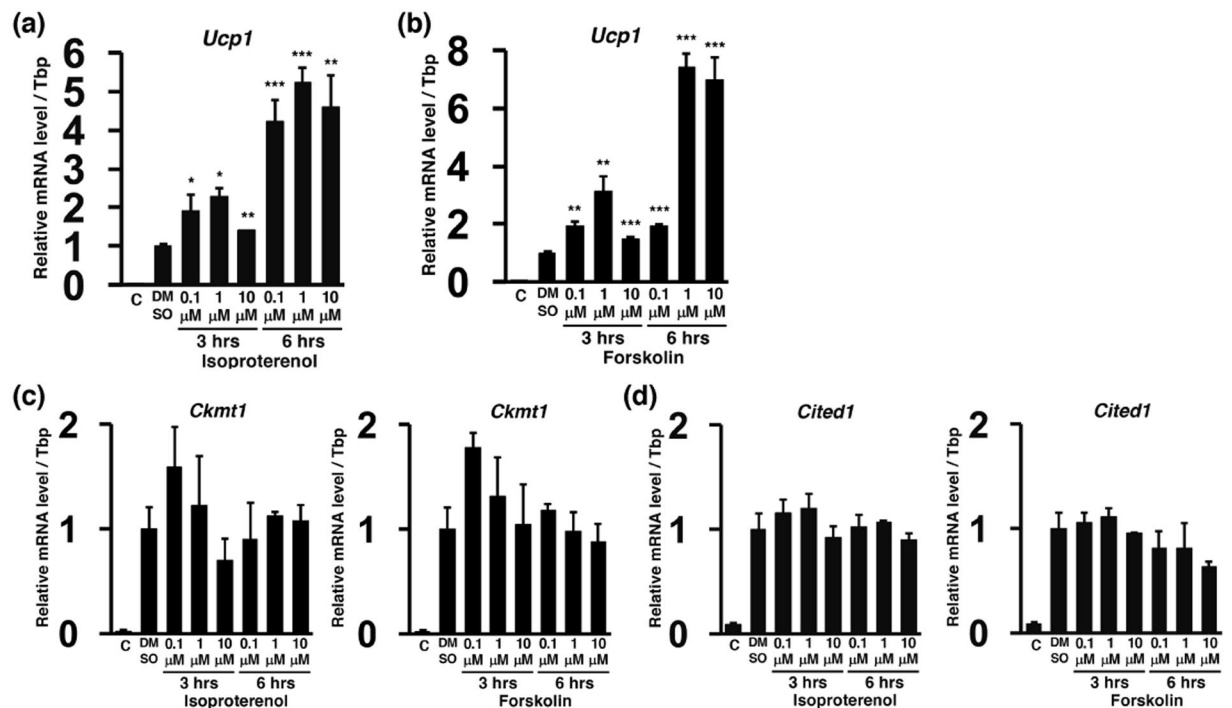 (a)
Ucp1
Relative mRNA level / Tbp
6
5
4
3
2
1
0
* * ** *** *** **
C DM 0.1 1 10 0.1 1 10
SO μM μM μM μM μM μM
3 hrs 6 hrs
Isoproterenol
(b)
Ucp1
Relative mRNA level / Tbp
8
6
4
2
0
** ** *** *** *** ***
C DM 0.1 1 10 0.1 1 10
SO μM μM μM μM μM μM
3 hrs 6 hrs
Forskolin
(c)
Ckmt1
Relative mRNA level / Tbp
2
1
0
C DM 0.1 1 10 0.1 1 10
SO μM μM μM μM μM μM
3 hrs 6 hrs
Isoproterenol
Ckmt1
Relative mRNA level / Tbp
2
1
0
C DM 0.1 1 10 0.1 1 10
SO μM μM μM μM μM μM
3 hrs 6 hrs
Forskolin
(d)
Cited1
Relative mRNA level / Tbp
2
1
0
C DM 0.1 1 10 0.1 1 10
SO μM μM μM μM μM μM
3 hrs 6 hrs
Isoproterenol
Cited1
Relative mRNA level / Tbp
2
1
0
C DM 0.1 1 10 0.1 1 10
SO μM μM μM μM μM μM
3 hrs 6 hrs
Forskolin